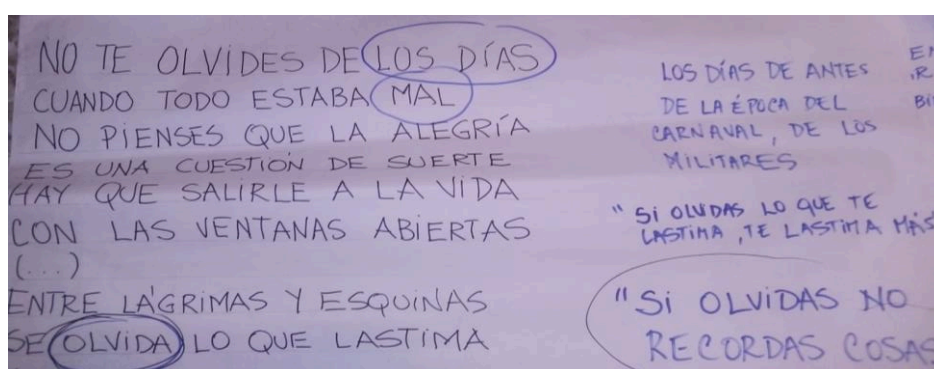 NO TE OLVIDES DE LOS DÍAS
CUANDO TODO ESTABA MAL
NO PIENSES QUE LA ALEGRÍA
ES UNA CUESTIÓN DE SUERTE
HAY QUE SALIRLE A LA VIDA
CON LAS VENTANAS ABIERTAS
(...)
ENTRE LÁGRIMAS Y ESQUINAS
SE OLVIDA LO QUE LASTIMA
LOS DÍAS DE ANTES
DE LA ÉPOCA DEL
CARNAVAL, DE LOS
MILITARES
"SI OLVIDAS LO QUE TE
LASTIMA, TE LASTIMA MÁS
"SI OLVIDAS NO
RECORDAS COSAS